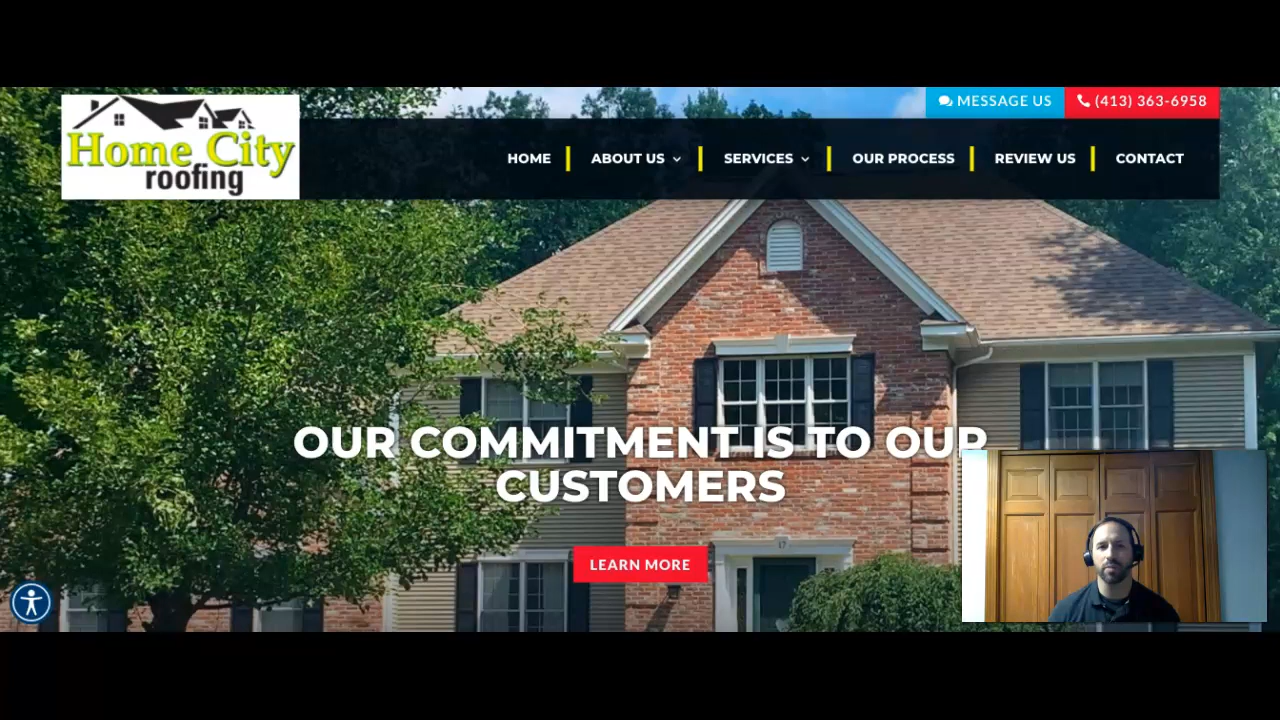 MESSAGE US
(413) 363-6958
Home City
roofing
HOME
ABOUT US
SERVICES
OUR PROCESS
REVIEW US
CONTACT
OUR COMMITMENT IS TO OUR
CUSTOMERS
17
LEARN MORE